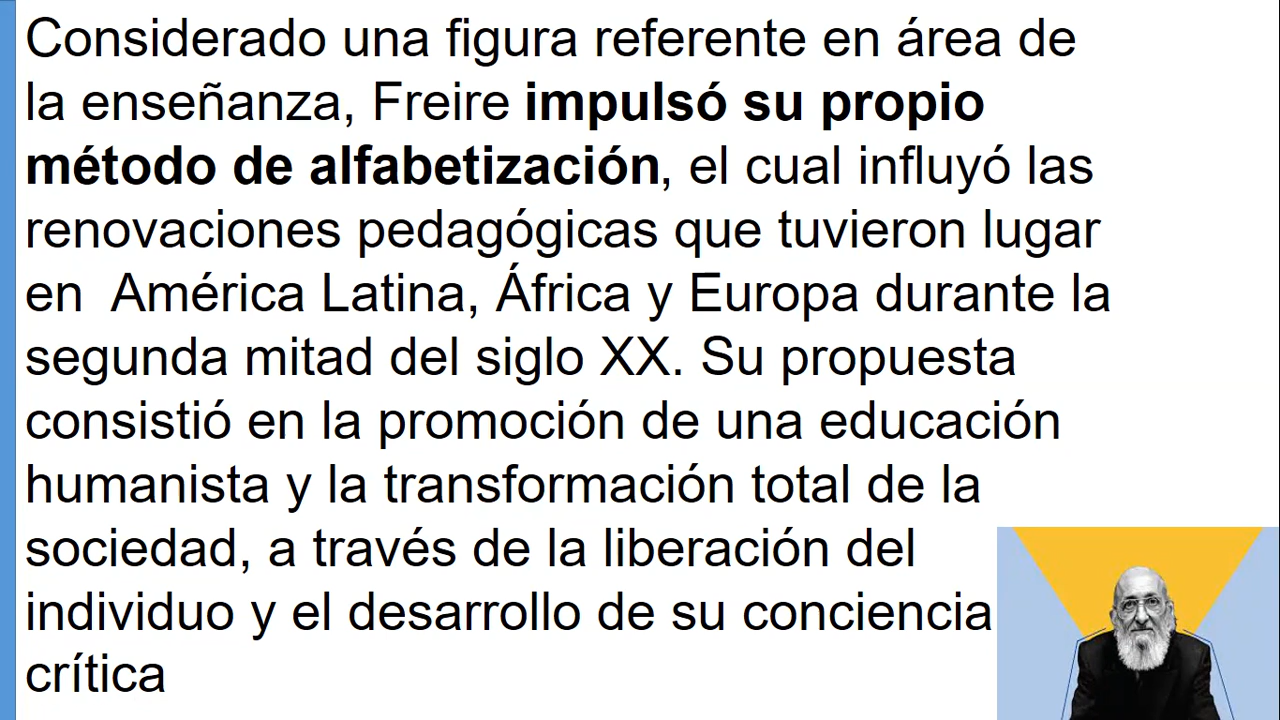 Considerado una figura referente en área de
la enseñanza, Freire impulsó su propio
método de alfabetización, el cual influyó las
renovaciones pedagógicas que tuvieron lugar
en  América Latina, África y Europa durante la
segunda mitad del siglo XX. Su propuesta
consistió en la promoción de una educación
humanista y la transformación total de la
sociedad, a través de la liberación del
individuo y el desarrollo de su conciencia
crítica